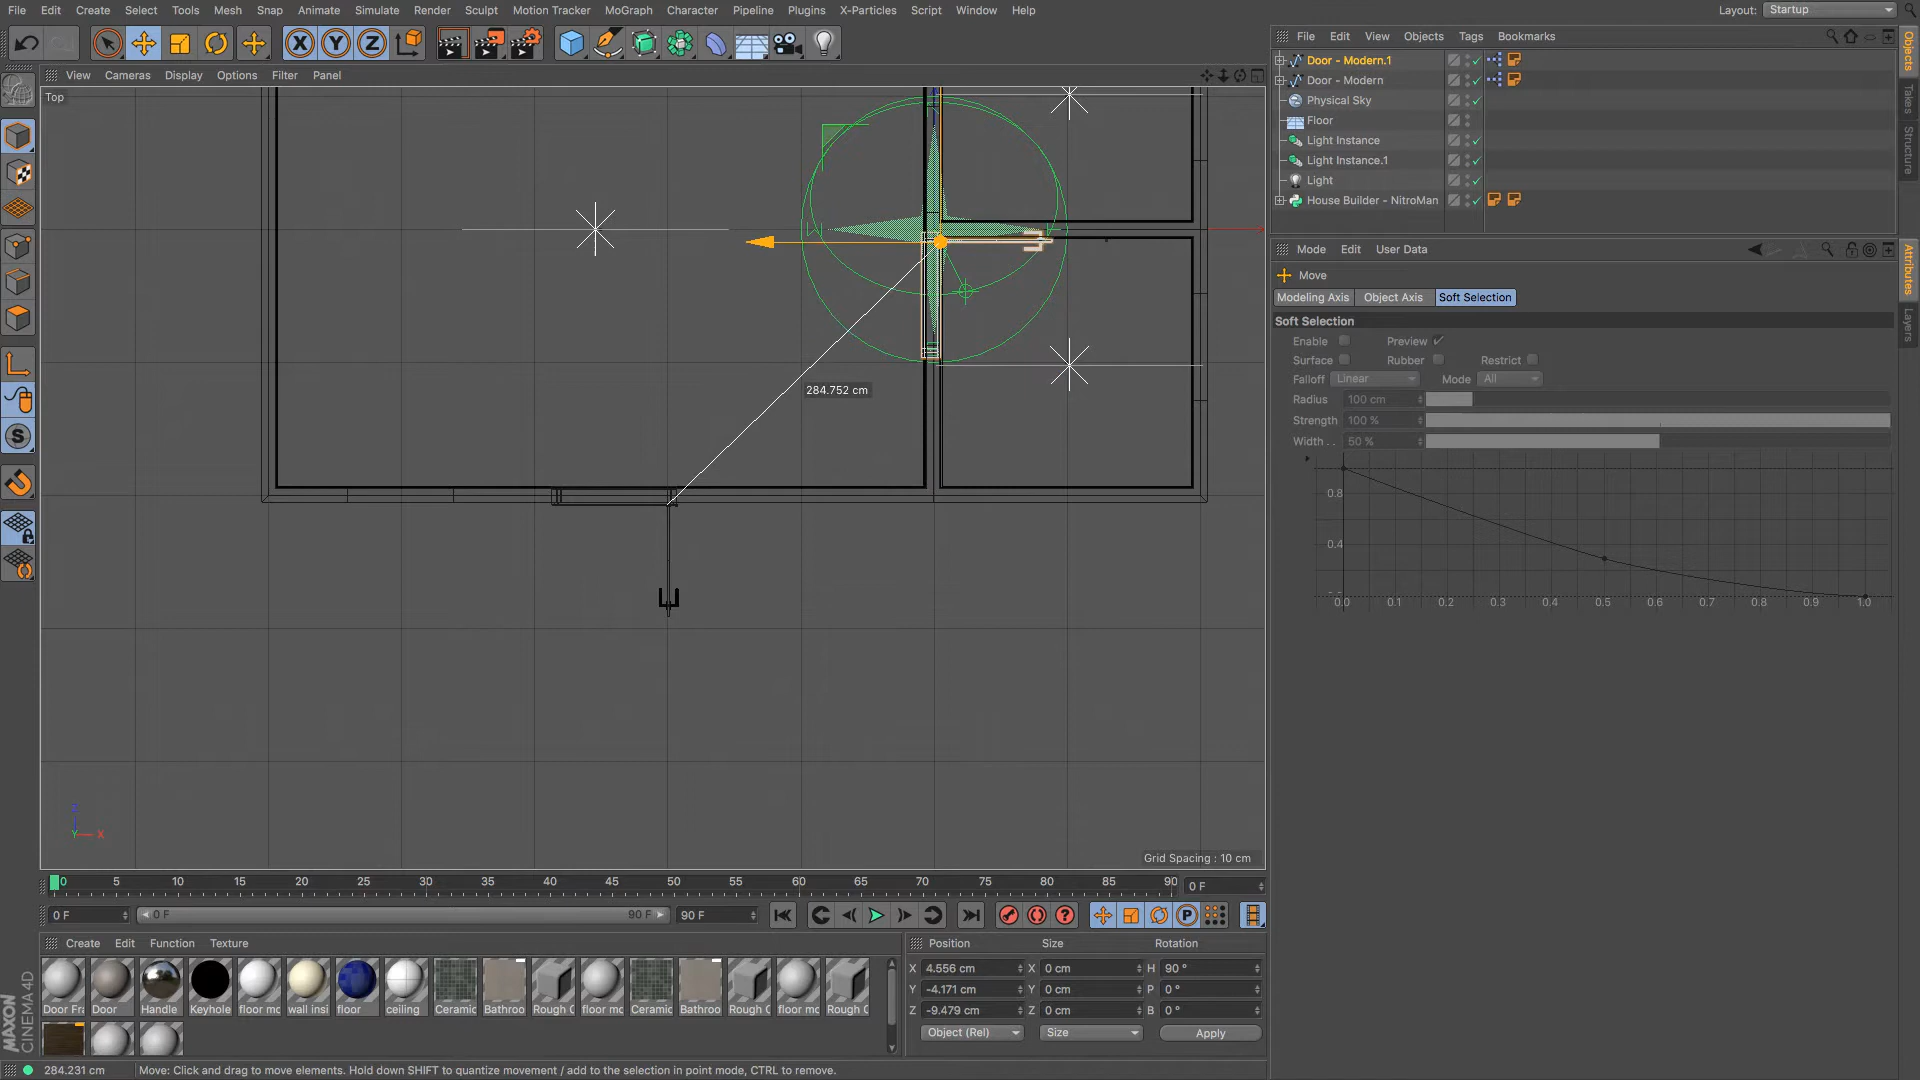 File Edit Create Select Tools Mesh Snap Animate Simulate Render Sculpt Motion Tracker MoGraph Character Pipeline Plugins X-Particles Script Window Help Layout: Startup
View Cameras Display Options Filter Panel
Top
284.752 cm
Grid Spacing : 10 cm
Z
Y X
File Edit View Objects Tags Bookmarks
Door - Modern.1
Door - Modern
Physical Sky
Floor
Light Instance
Light Instance.1
Light
House Builder - NitroMan
Objects
Takes
Structure
Mode Edit User Data
Move
Modeling Axis Object Axis Soft Selection
Soft Selection
Enable Preview
Surface Rubber Restrict
Falloff Linear Mode All
Radius 100 cm
Strength 100 %
Width . . 50 %
0.8
0.4
0.0 0.1 0.2 0.3 0.4 0.5 0.6 0.7 0.8 0.9 1.0
Attributes
Layers
0 5 10 15 20 25 30 35 40 45 50 55 60 65 70 75 80 85 90 0 F
0 F 0 F 90 F 90 F
Create Edit Function Texture
Door Fra Door Handle Keyhole floor mo wall insi floor ceiling Ceramic Bathroo Rough C floor mo Ceramic Bathroo Rough C floor mo Rough C
Position Size Rotation
X 4.556 cm X 0 cm H 90 °
Y -4.171 cm Y 0 cm P 0 °
Z -9.479 cm Z 0 cm B 0 °
Object (Rel) Size Apply
MAXON CINEMA 4D
284.231 cm Move: Click and drag to move elements. Hold down SHIFT to quantize movement / add to the selection in point mode, CTRL to remove.